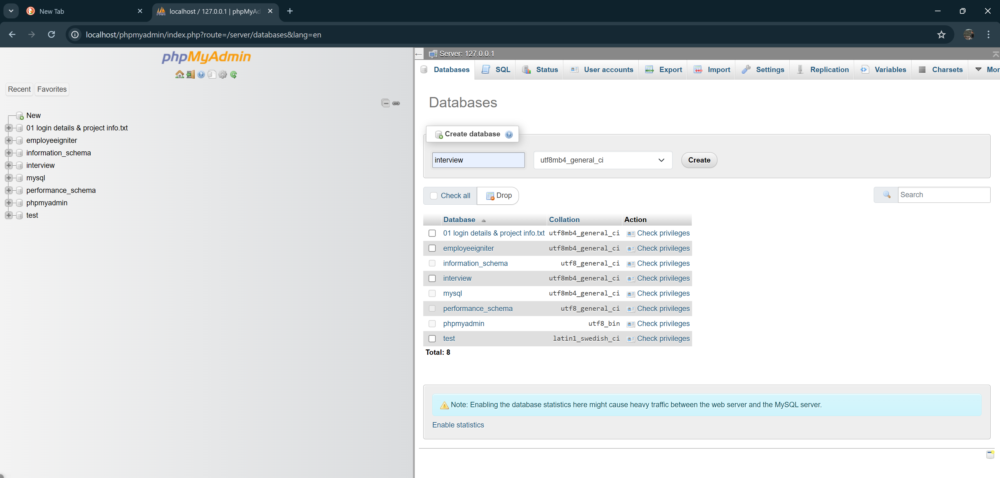 New Tab
localhost / 127.0.0.1 | phpMyAd
localhost/phpmyadmin/index.php?route=/server/databases&lang=en
phpMyAdmin
Recent
Favorites
New
01 login details & project info.txt
employeeigniter
information_schema
interview
mysql
performance_schema
phpmyadmin
test
Server: 127.0.0.1
Databases SQL Status User accounts Export Import Settings Replication Variables Charsets Mor
Databases
Create database
interview utf8mb4_general_ci Create
Check all Drop Search
Database Collation Action
01 login details & project info.txt utf8mb4_general_ci Check privileges
employeeigniter utf8mb4_general_ci Check privileges
information_schema utf8_general_ci Check privileges
interview utf8mb4_general_ci Check privileges
mysql utf8mb4_general_ci Check privileges
performance_schema utf8_general_ci Check privileges
phpmyadmin utf8_bin Check privileges
test latin1_swedish_ci Check privileges
Total: 8
Note: Enabling the database statistics here might cause heavy traffic between the web server and the MySQL server.
Enable statistics